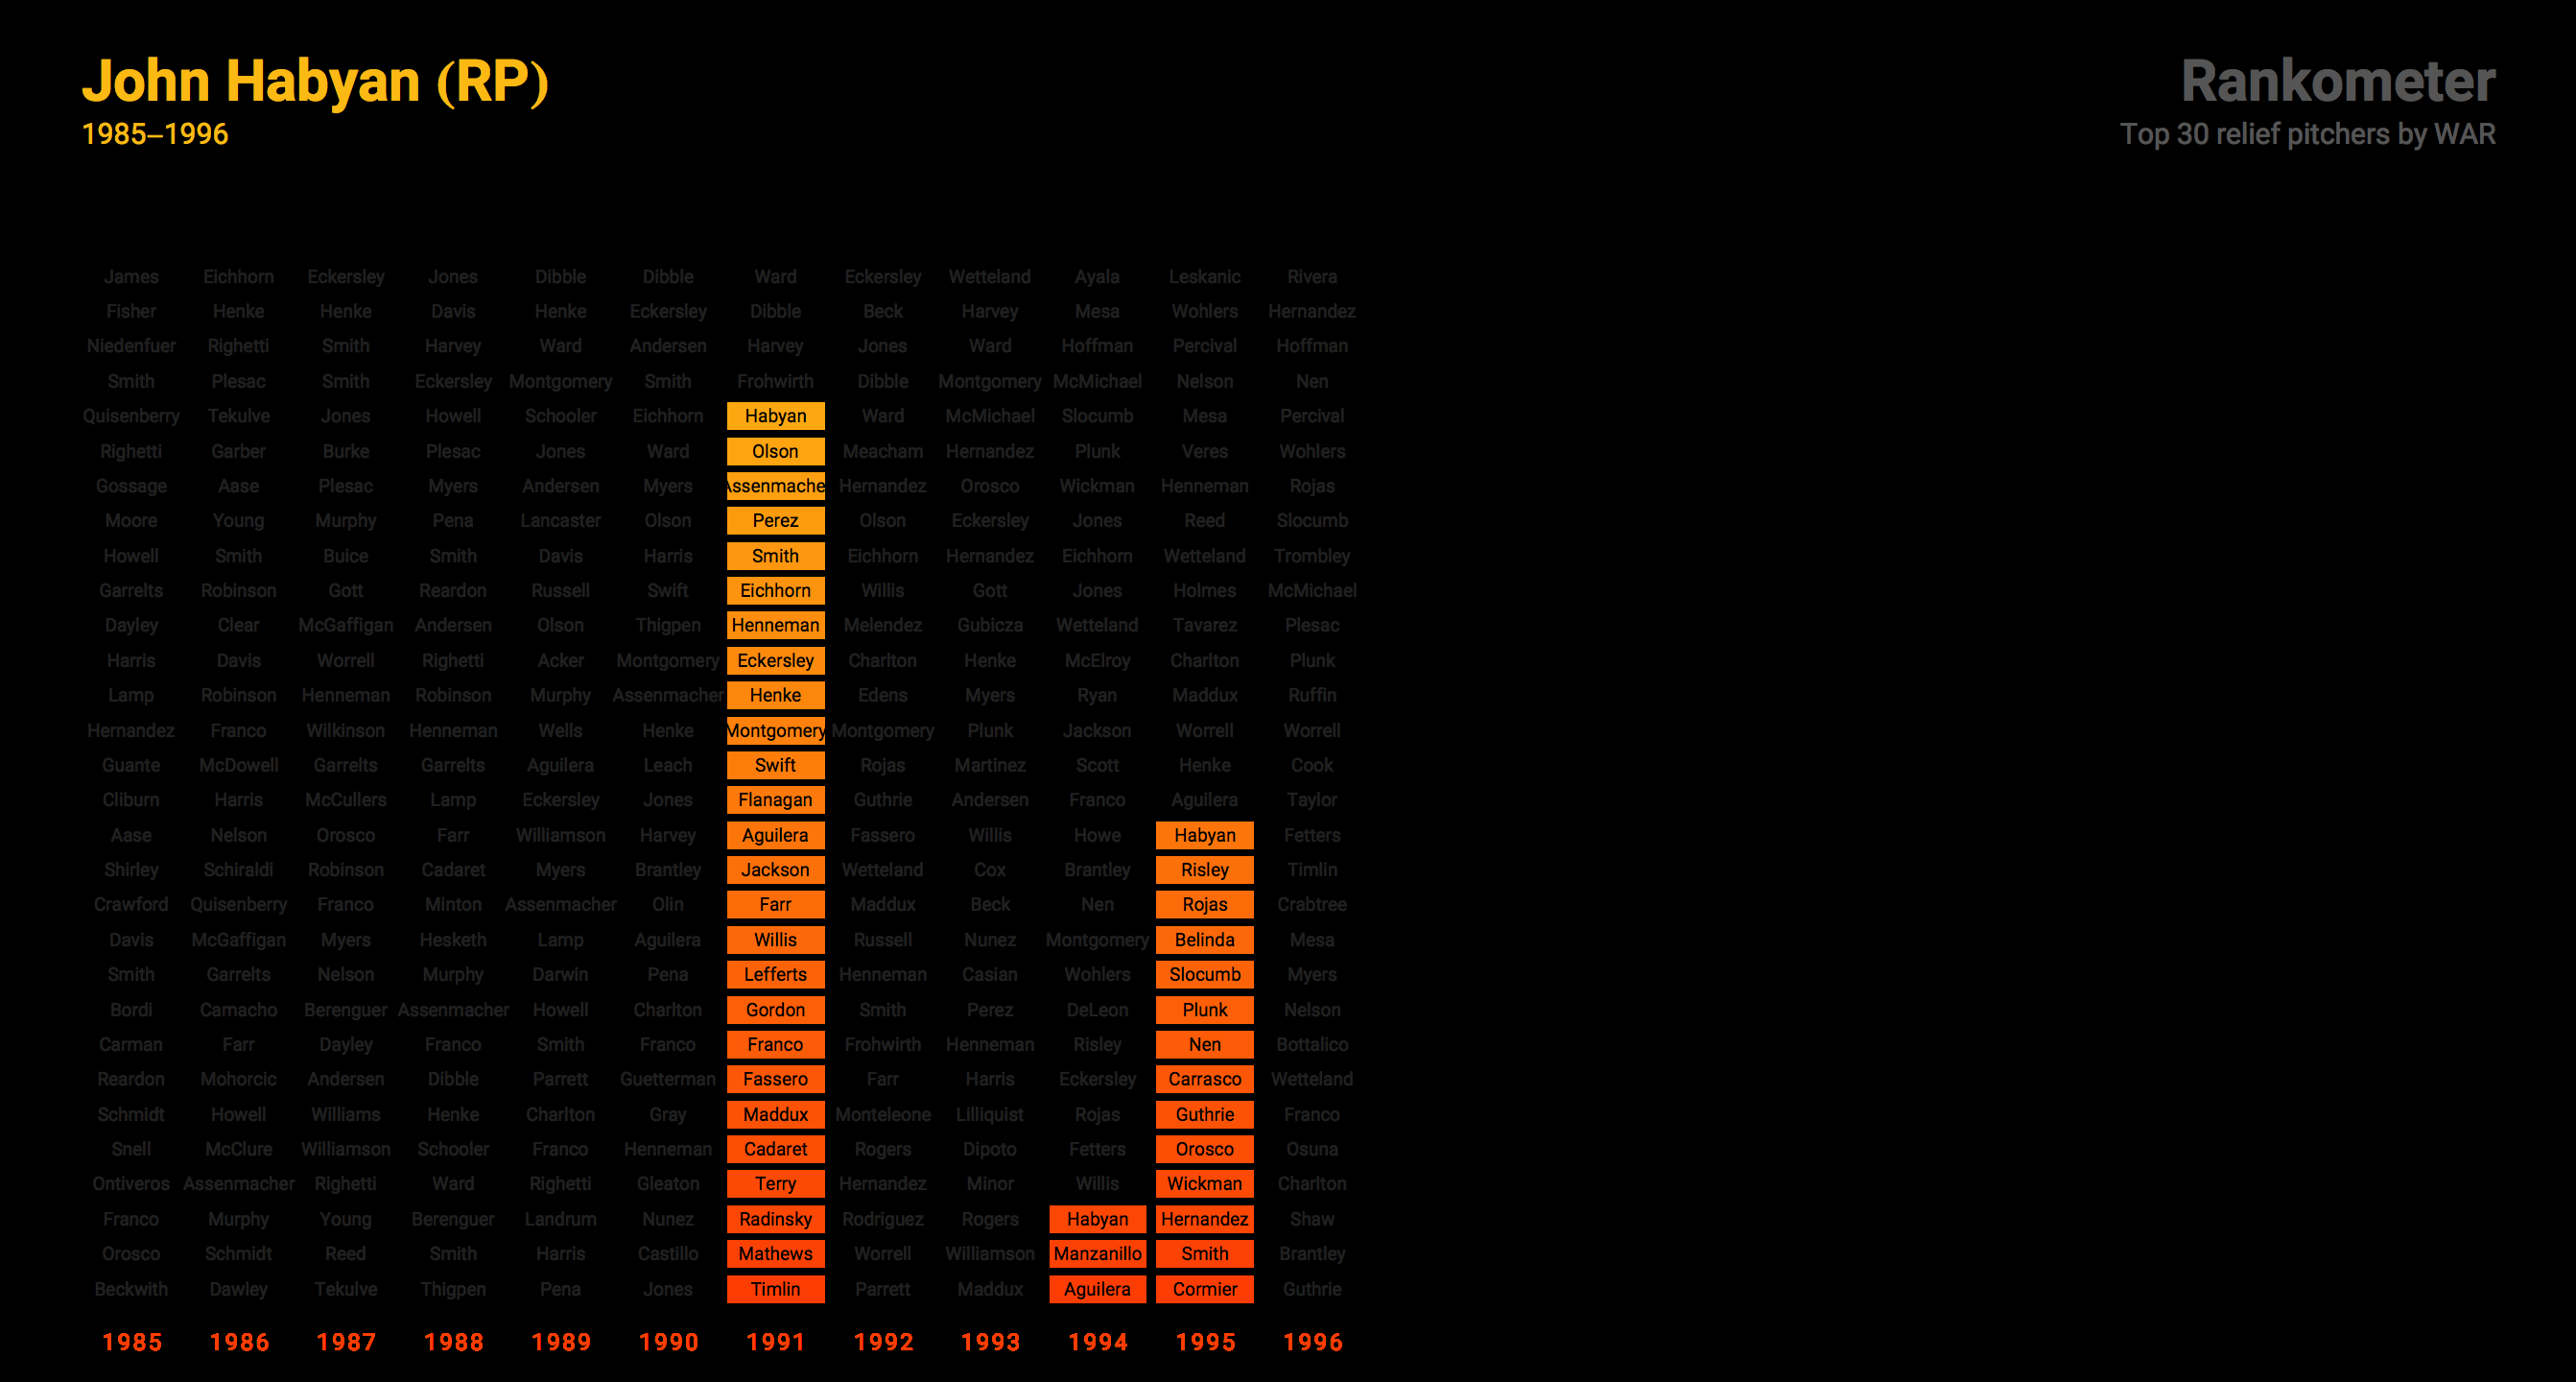 John Habyan (RP)
1985–1996
Rankometer
Top 30 relief pitchers by WAR
James Eichhorn Eckersley Jones Dibble Dibble Ward Eckersley Wetteland Ayala Leskanic Rivera
Fisher Henke Henke Davis Henke Eckersley Dibble Beck Harvey Mesa Wohlers Hernandez
Niedenfuer Righetti Smith Harvey Ward Andersen Harvey Jones Ward Hoffman Percival Hoffman
Smith Plesac Smith Eckersley Montgomery Smith Frohwirth Dibble Montgomery McMichael Nelson Nen
Quisenberry Tekulve Jones Howell Schooler Eichhorn Habyan Ward McMichael Slocumb Mesa Percival
Righetti Garber Burke Plesac Jones Ward Olson Meacham Hernandez Plunk Veres Wohlers
Gossage Aase Plesac Myers Andersen Myers Assenmache Hernandez Orosco Wickman Henneman Rojas
Moore Young Murphy Pena Lancaster Olson Perez Olson Eckersley Jones Reed Slocumb
Howell Smith Buice Smith Davis Harris Smith Eichhorn Hernandez Eichhorn Wetteland Trombley
Garrelts Robinson Gott Reardon Russell Swift Eichhorn Willis Gott Jones Holmes McMichael
Dayley Clear McGaffigan Andersen Olson Thigpen Henneman Melendez Gubicza Wetteland Tavarez Plesac
Harris Davis Worrell Righetti Acker Montgomery Eckersley Charlton Henke McElroy Charlton Plunk
Lamp Robinson Henneman Robinson Murphy Assenmacher Henke Edens Myers Ryan Maddux Ruffin
Hernandez Franco Wilkinson Henneman Wells Henke Montgomery Montgomery Plunk Jackson Worrell Worrell
Guante McDowell Garrelts Garrelts Aguilera Leach Swift Rojas Martinez Scott Henke Cook
Cliburn Harris McCullers Lamp Eckersley Jones Flanagan Guthrie Andersen Franco Aguilera Taylor
Aase Nelson Orosco Farr Williamson Harvey Aguilera Fassero Willis Howe Habyan Fetters
Shirley Schiraldi Robinson Cadaret Myers Brantley Jackson Wetteland Cox Brantley Risley Timlin
Crawford Quisenberry Franco Minton Assenmacher Olin Farr Maddux Beck Nen Rojas Crabtree
Davis McGaffigan Myers Hesketh Lamp Aguilera Willis Russell Nunez Montgomery Belinda Mesa
Smith Garrelts Nelson Murphy Darwin Pena Lefferts Henneman Casian Wohlers Slocumb Myers
Bordi Camacho Berenguer Assenmacher Howell Charlton Gordon Smith Perez DeLeon Plunk Nelson
Carman Farr Dayley Franco Smith Franco Franco Frohwirth Henneman Risley Nen Bottalico
Reardon Mohorcic Andersen Dibble Parrett Guetterman Fassero Farr Harris Eckersley Carrasco Wetteland
Schmidt Howell Williams Henke Charlton Gray Maddux Monteleone Lilliquist Rojas Guthrie Franco
Snell McClure Williamson Schooler Franco Henneman Cadaret Rogers Dipoto Fetters Orosco Osuna
Ontiveros Assenmacher Righetti Ward Righetti Gleaton Terry Hernandez Minor Willis Wickman Charlton
Franco Murphy Young Berenguer Landrum Nunez Radinsky Rodriguez Rogers Habyan Hernandez Shaw
Orosco Schmidt Reed Smith Harris Castillo Mathews Worrell Williamson Manzanillo Smith Brantley
Beckwith Dawley Tekulve Thigpen Pena Jones Timlin Parrett Maddux Aguilera Cormier Guthrie
1985 1986 1987 1988 1989 1990 1991 1992 1993 1994 1995 1996